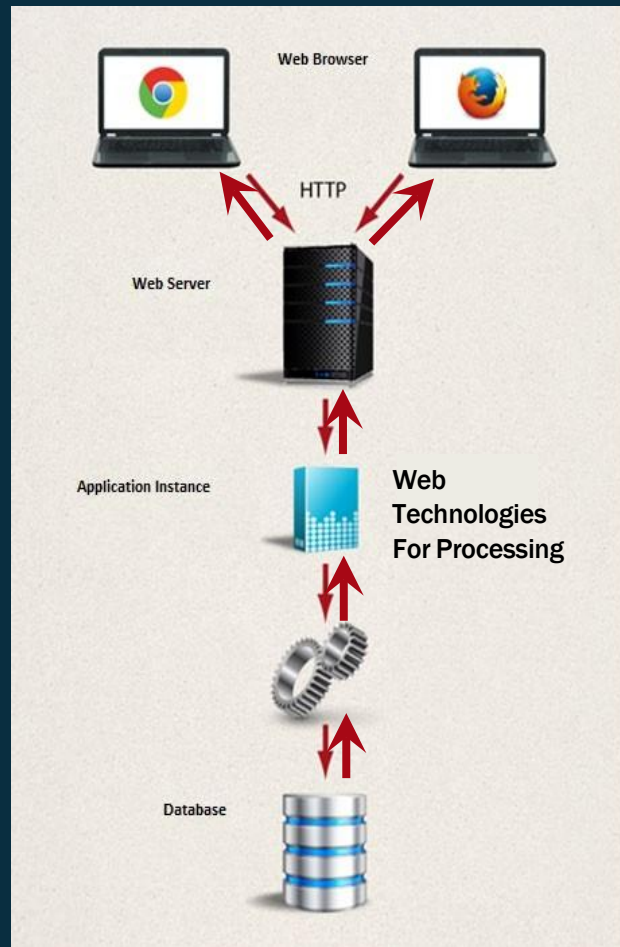 Web Browser
HTTP
Web Server
Application Instance
Web
Technologies
For Processing
Database